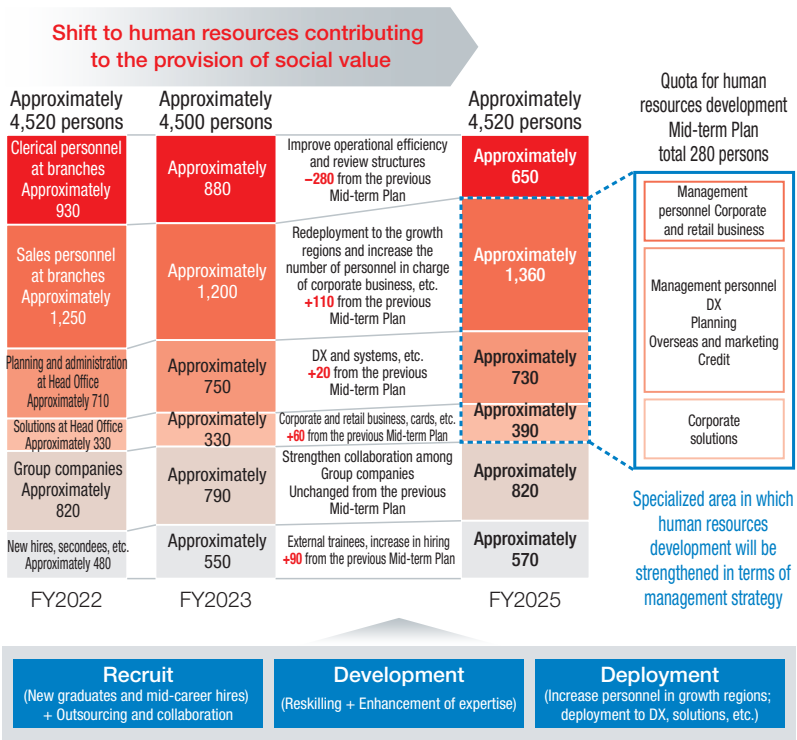 Shift to human resources contributing
to the provision of social value
Approximately
4,520 persons
Clerical personnel
at branches
Approximately
930
Sales personnel
at branches
Approximately
1,250
Planning and administration
at Head Office
Approximately 710
Solutions at Head Office
Approximately 330
Group companies
Approximately
820
New hires, secondees, etc.
Approximately 480
FY2022
Approximately
4,500 persons
Approximately
880
Approximately
1,200
Approximately
750
Approximately
330
Approximately
790
Approximately
550
FY2023
Improve operational efficiency
and review structures
−280 from the previous
Mid-term Plan
Redeployment to the growth
regions and increase the
number of personnel in charge
of corporate business, etc.
+110 from the previous
Mid-term Plan
DX and systems, etc.
+20 from the previous
Mid-term Plan
Corporate and retail business, cards, etc.
+60 from the previous Mid-term Plan
Strengthen collaboration among
Group companies
Unchanged from the previous
Mid-term Plan
External trainees, increase in hiring
+90 from the previous Mid-term Plan
Approximately
4,520 persons
Approximately
650
Approximately
1,360
Approximately
730
Approximately
390
Approximately
820
Approximately
570
FY2025
Quota for human
resources development
Mid-term Plan
total 280 persons
Management
personnel Corporate
and retail business
Management personnel
DX
Planning
Overseas and marketing
Credit
Corporate
solutions
Specialized area in which
human resources
development will be
strengthened in terms of
management strategy
Recruit
(New graduates and mid-career hires)
+ Outsourcing and collaboration
Development
(Reskilling + Enhancement of expertise)
Deployment
(Increase personnel in growth regions;
deployment to DX, solutions, etc.)